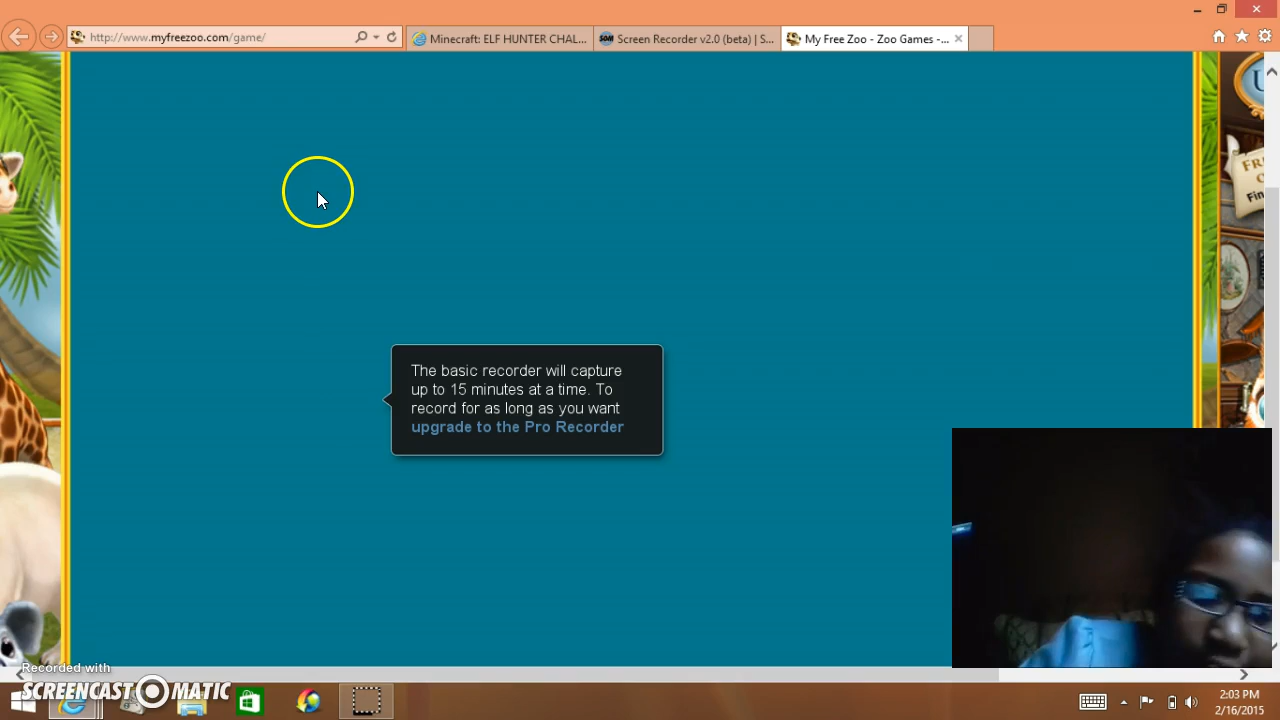 http://www.myfreezoo.com/game/
Minecraft: ELF HUNTER CHAL...
SOM Screen Recorder v2.0 (beta) | S...
My Free Zoo - Zoo Games -...
The basic recorder will capture
up to 15 minutes at a time. To
record for as long as you want
upgrade to the Pro Recorder
Recorded with
SCREENCAST MATIC
2:03 PM
2/16/2015